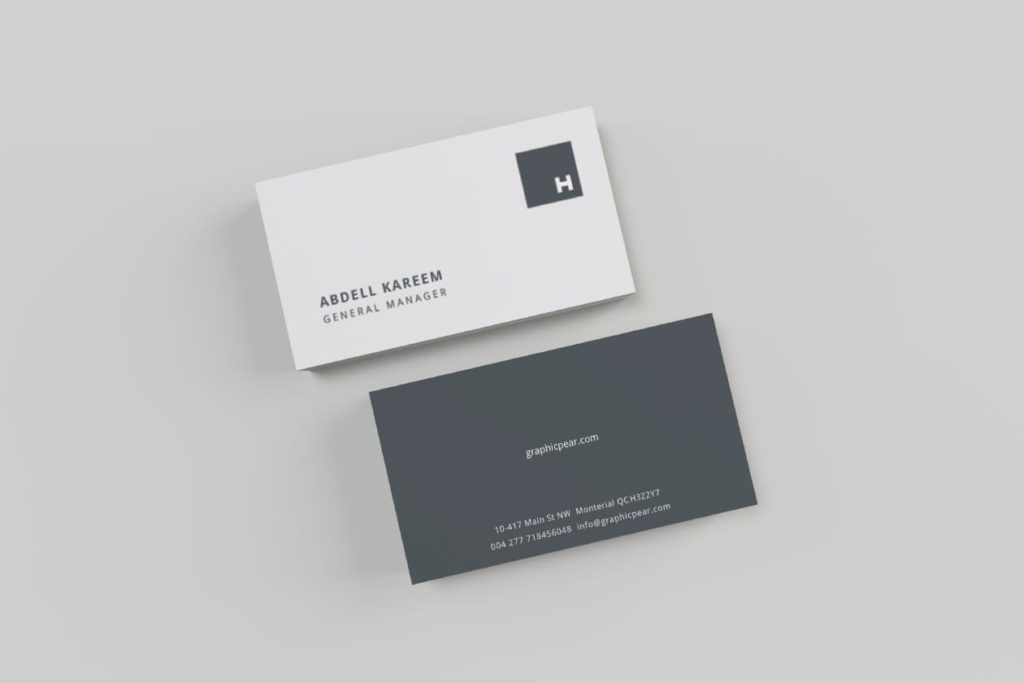 H
ABDELL KAREEM
GENERAL MANAGER
graphicpear.com
10-417 Main St NW Monterial QC H3Z2Y7
004 277 718456048 info@graphicpear.com